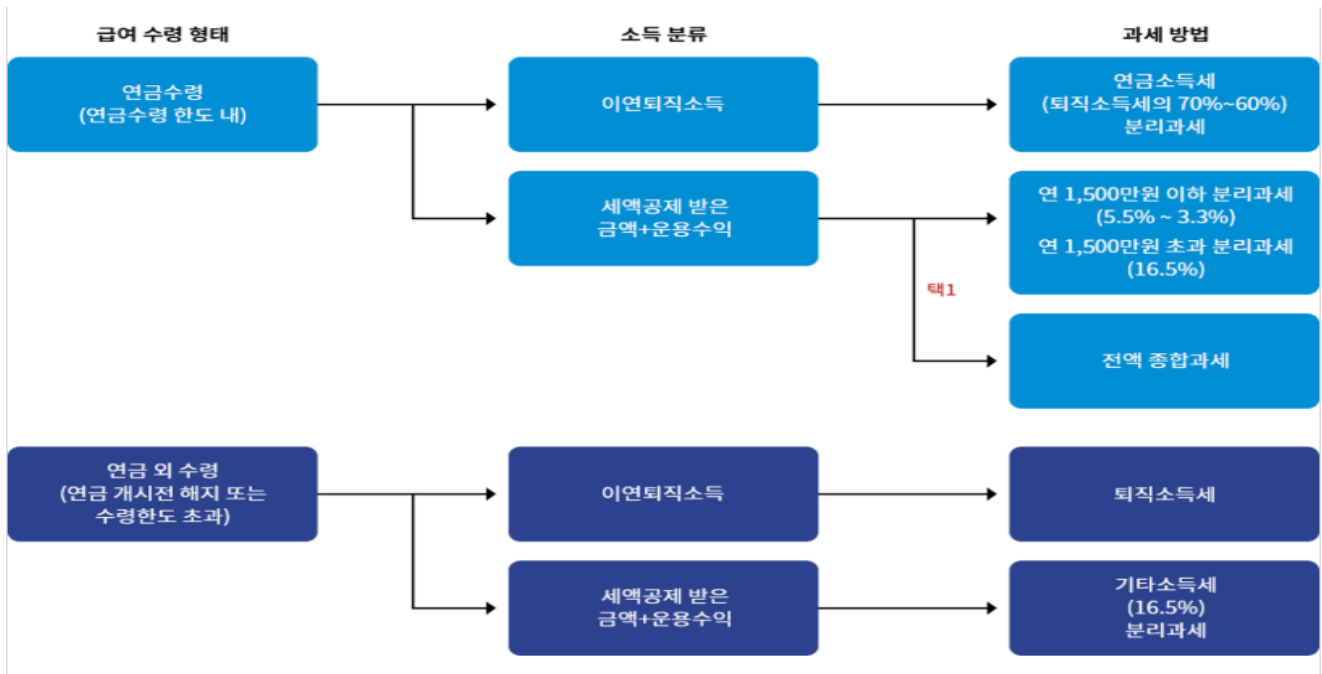 급여 수령 형태
소득 분류
과세 방법
연금수령
(연금수령 한도 내)
이연퇴직소득
연금소득세
(퇴직소득세의 70%~60%)
분리과세
세액공제 받은
금액+운용수익
연 1,500만원 이하 분리과세
(5.5% ~ 3.3%)
연 1,500만원 초과 분리과세
(16.5%)
택1
전액 종합과세
연금 외 수령
(연금 개시전 해지 또는
수령한도 초과)
이연퇴직소득
퇴직소득세
세액공제 받은
금액+운용수익
기타소득세
(16.5%)
분리과세